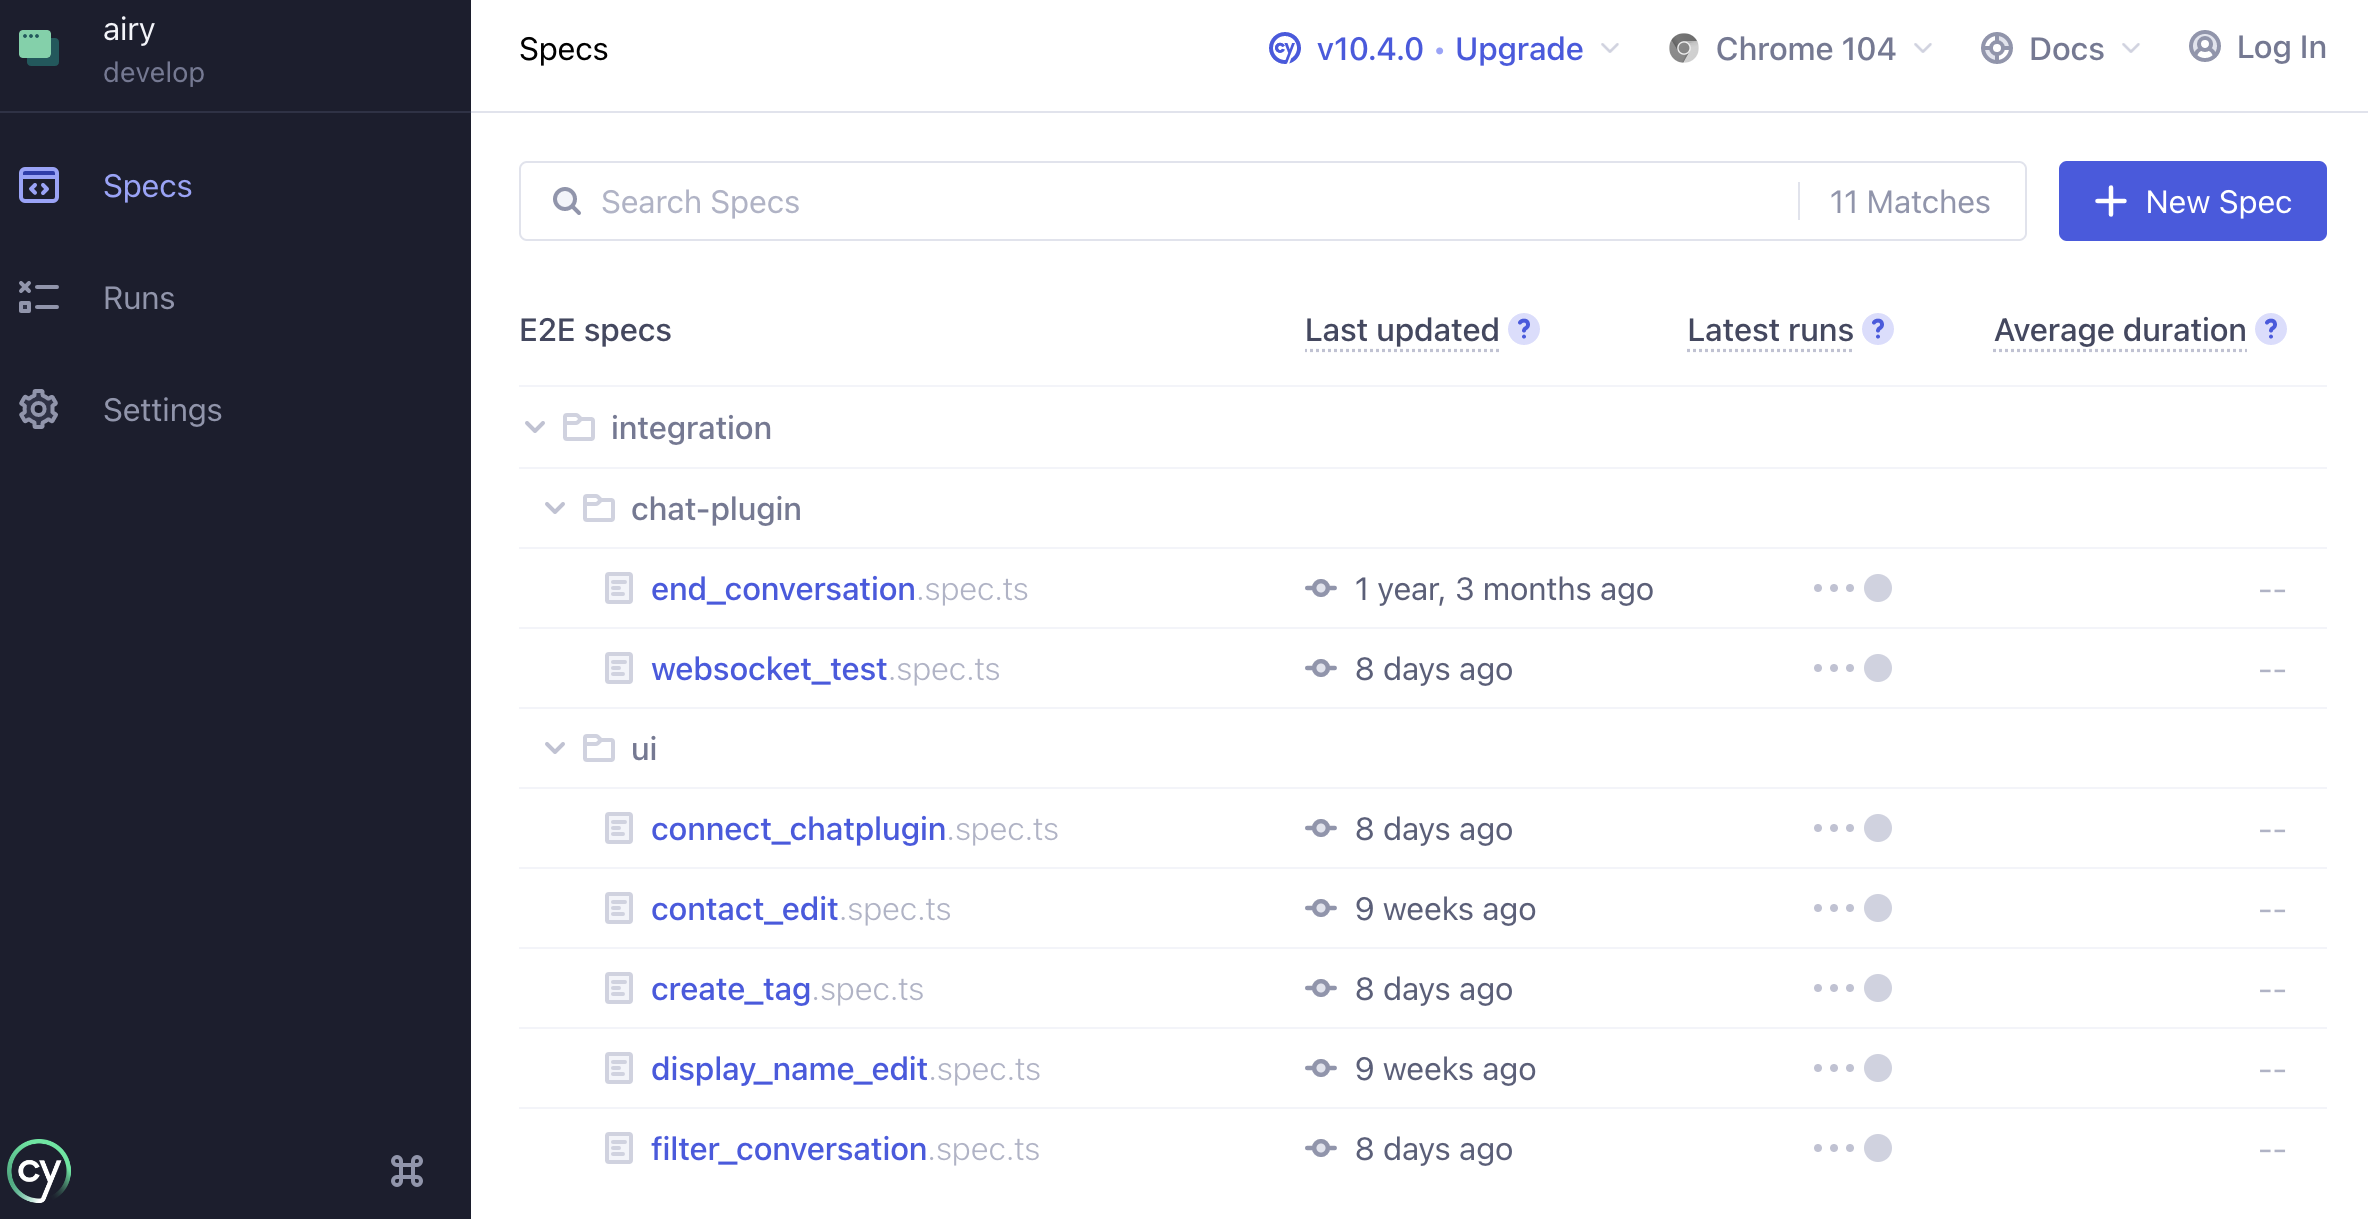 airy
develop
Specs
Runs
Settings
cy
Specs
cy v10.4.0 • Upgrade
Chrome 104
Docs
Log In
Search Specs
11 Matches
New Spec
E2E specs
Last updated ?
Latest runs ?
Average duration ?
integration
chat-plugin
end_conversation.spec.ts 1 year, 3 months ago --
websocket_test.spec.ts 8 days ago --
ui
connect_chatplugin.spec.ts 8 days ago --
contact_edit.spec.ts 9 weeks ago --
create_tag.spec.ts 8 days ago --
display_name_edit.spec.ts 9 weeks ago --
filter_conversation.spec.ts 8 days ago --